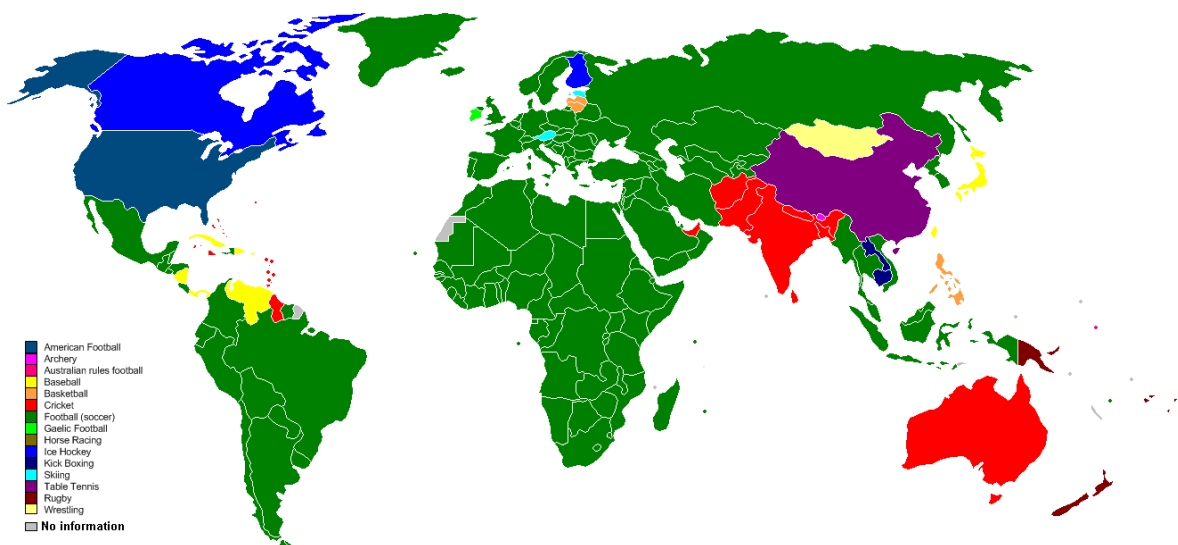 American Football
Archery
Australian rules football
Baseball
Basketball
Cricket
Football (soccer)
Gaelic Football
Horse Racing
Ice Hockey
Kick Boxing
Skiing
Table Tennis
Rugby
Wrestling
No information